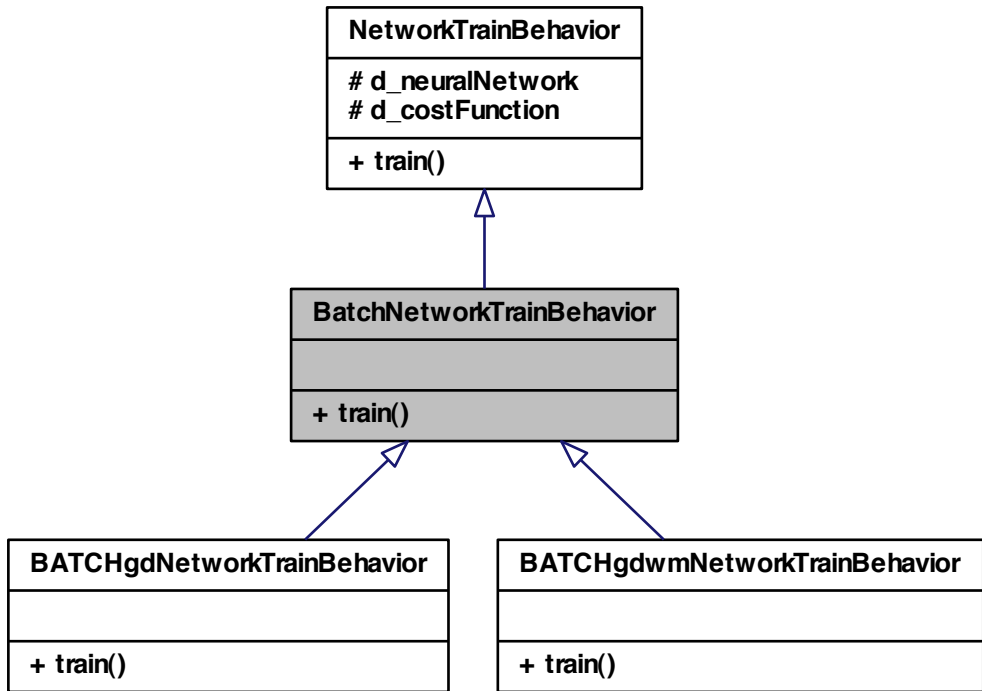 NetworkTrainBehavior
# d_neuralNetwork
# d_costFunction
+ train()
BatchNetworkTrainBehavior
+ train()
BATCHgdNetworkTrainBehavior
+ train()
BATCHgdwmNetworkTrainBehavior
+ train()